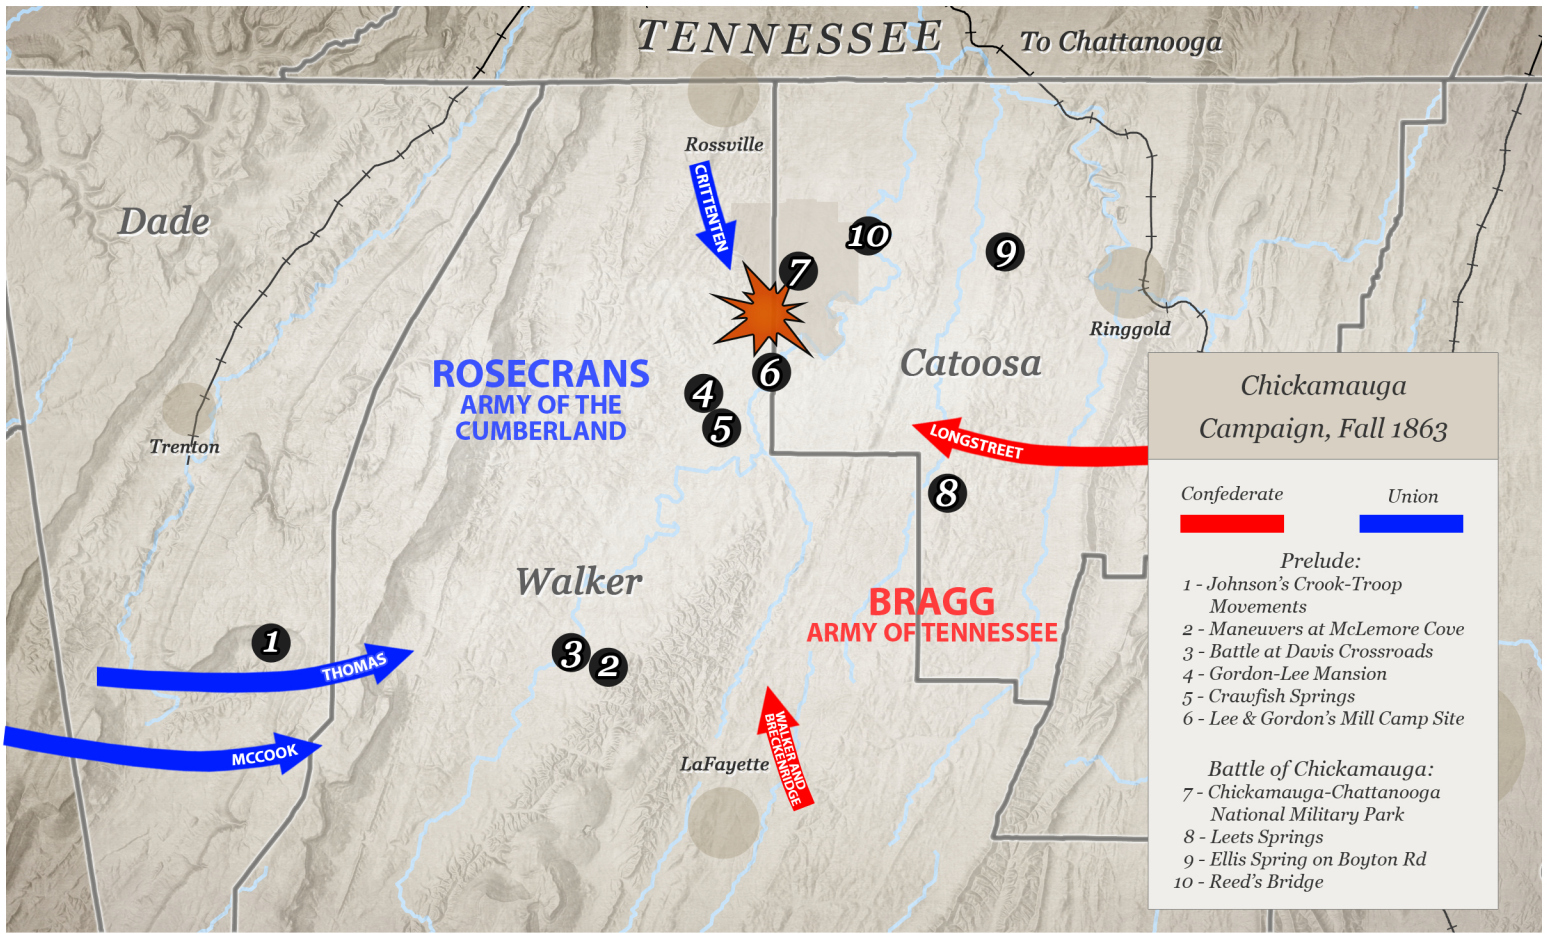 TENNESSEE
To Chattanooga
Rossville
CRITTENTEN
Dade
10
9
7
Ringgold
ROSECRANS
ARMY OF THE
CUMBERLAND
Catoosa
6
4
5
Trenton
LONGSTREET
8
Walker
BRAGG
ARMY OF TENNESSEE
1
THOMAS
3
2
MCCOOK
WALKER AND
BRECKENRIDGE
LaFayette
Chickamauga
Campaign, Fall 1863
Confederate
Union
Prelude:
1 - Johnson's Crook-Troop
Movements
2 - Maneuvers at McLemore Cove
3 - Battle at Davis Crossroads
4 - Gordon-Lee Mansion
5 - Crawfish Springs
6 - Lee & Gordon's Mill Camp Site
Battle of Chickamauga:
7 - Chickamauga-Chattanooga
National Military Park
8 - Leets Springs
9 - Ellis Spring on Boyton Rd
10 - Reed's Bridge